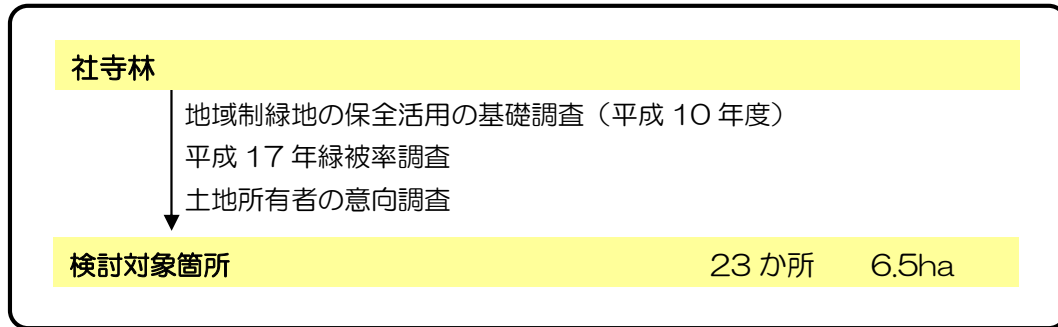 社寺林
地域制緑地の保全活用の基礎調査（平成 10 年度）
平成 17 年緑被率調査
土地所有者の意向調査
検討対象箇所 23 か所 6.5ha